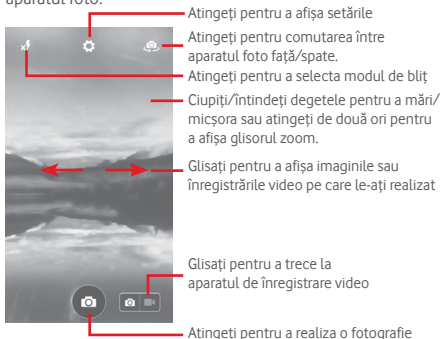 aparatul foto.
Atingeți pentru a afișa setările
Atingeți pentru comutarea între
aparatul foto față/spate.
Atingeți pentru a selecta modul de bliț
Ciupiți/întindeți degetele pentru a mări/
micșora sau atingeți de două ori pentru
a afișa glisorul zoom.
Glisați pentru a afișa imaginile sau
înregistrările video pe care le-ați realizat
Glisați pentru a trece la
aparatul de înregistrare video
Atingeți pentru a realiza o fotografie